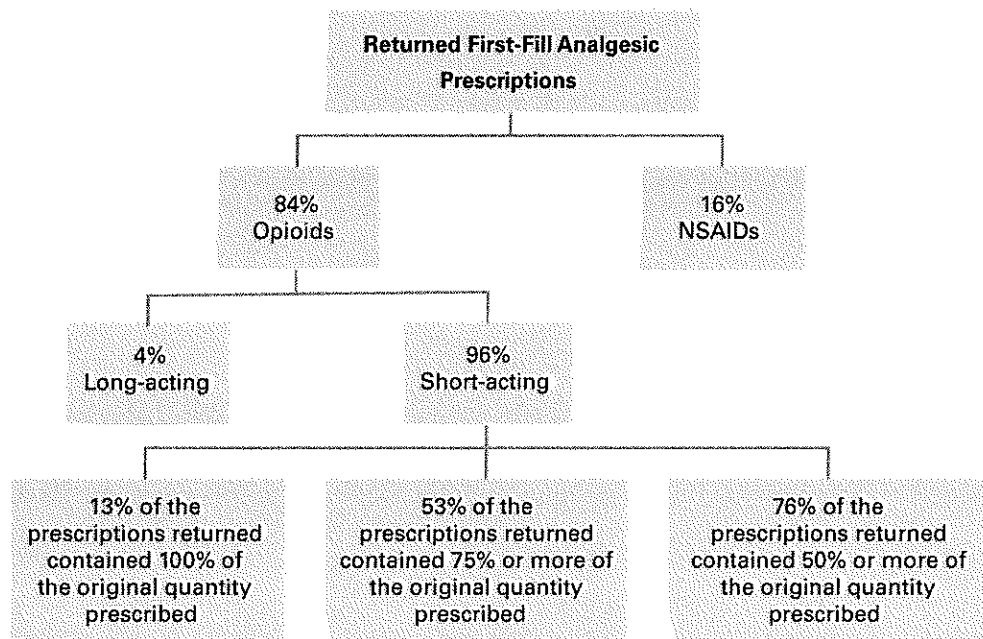 Returned First-Fill Analgesic
Prescriptions
84%
Opioids
16%
NSAIDs
4%
Long-acting
96%
Short-acting
13% of the
prescriptions returned
contained 100% of
the original quantity
prescribed
53% of the
prescriptions returned
contained 75% or more of
the original quantity
prescribed
76% of the
prescriptions returned
contained 50% or more of
the original quantity
prescribed